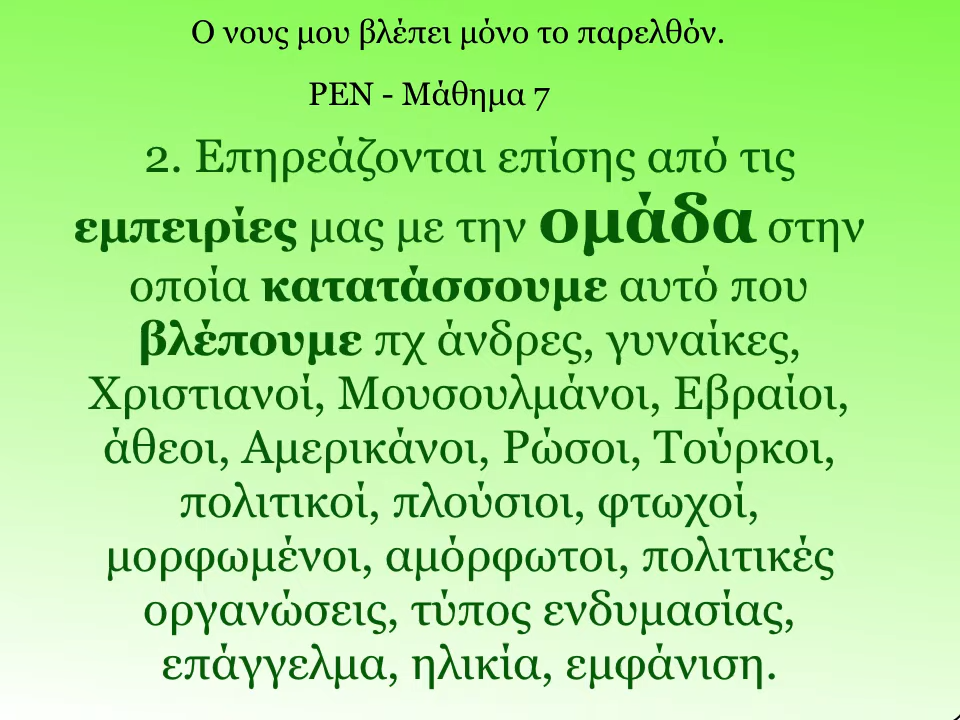 Ο νους μου βλέπει μόνο το παρελθόν.
ΡΕΝ - Μάθημα 7
2. Επηρεάζονται επίσης από τις
εμπειρίες μας με την ομάδα στην
οποία κατατάσσουμε αυτό που
βλέπουμε πχ άνδρες, γυναίκες,
Χριστιανοί, Μουσουλμάνοι, Εβραίοι,
άθεοι, Αμερικάνοι, Ρώσοι, Τούρκοι,
πολιτικοί, πλούσιοι, φτωχοί,
μορφωμένοι, αμόρφωτοι, πολιτικές
οργανώσεις, τύπος ενδυμασίας,
επάγγελμα, ηλικία, εμφάνιση.